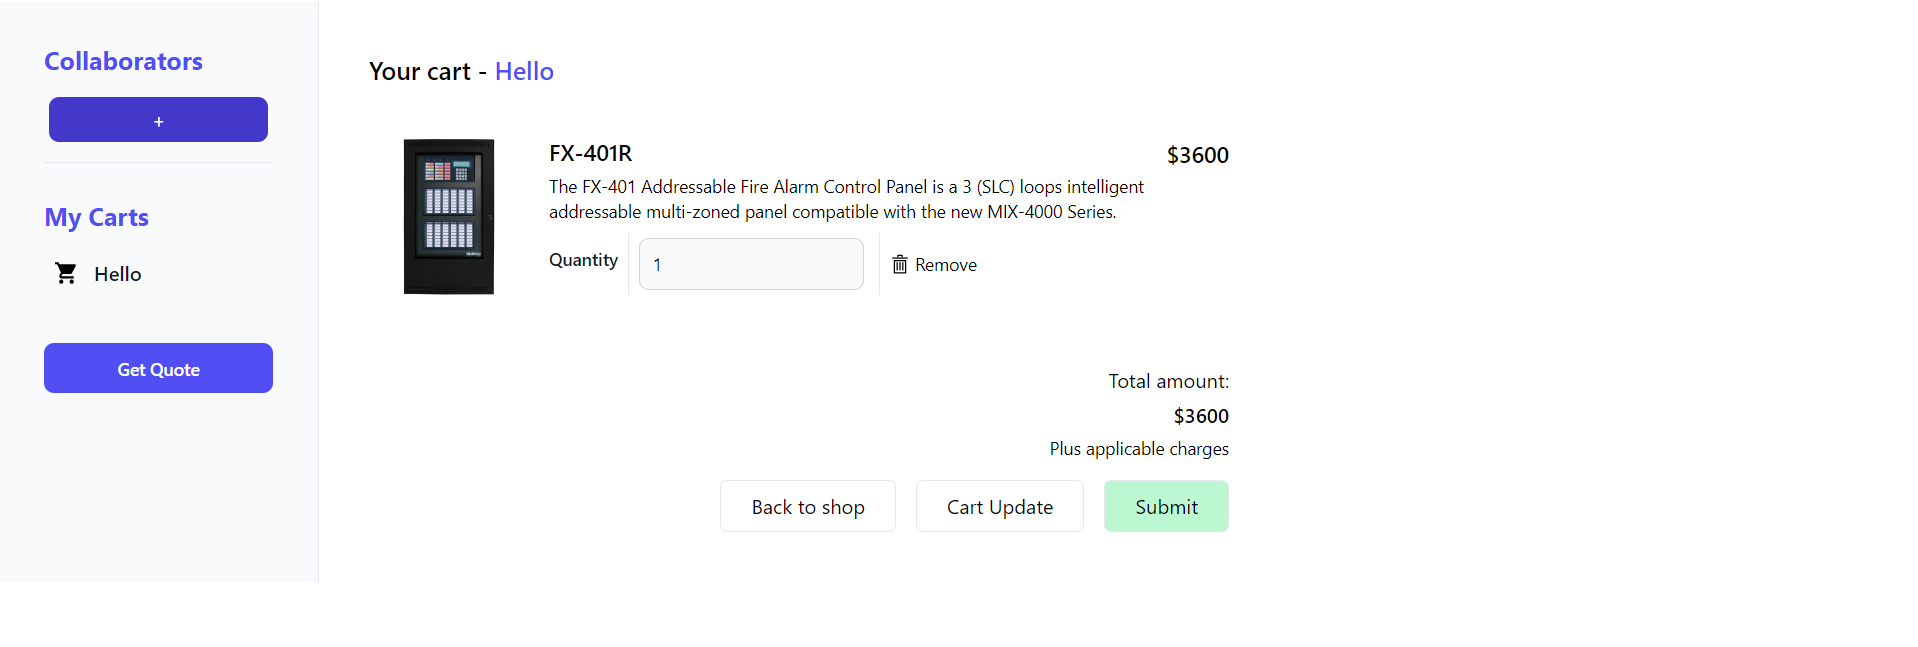 Collaborators
+
My Carts
Hello
Get Quote
Your cart - Hello
FX-401R
$3600
The FX-401 Addressable Fire Alarm Control Panel is a 3 (SLC) loops intelligent
addressable multi-zoned panel compatible with the new MIX-4000 Series.
Quantity
1
Remove
Total amount:
$3600
Plus applicable charges
Back to shop
Cart Update
Submit